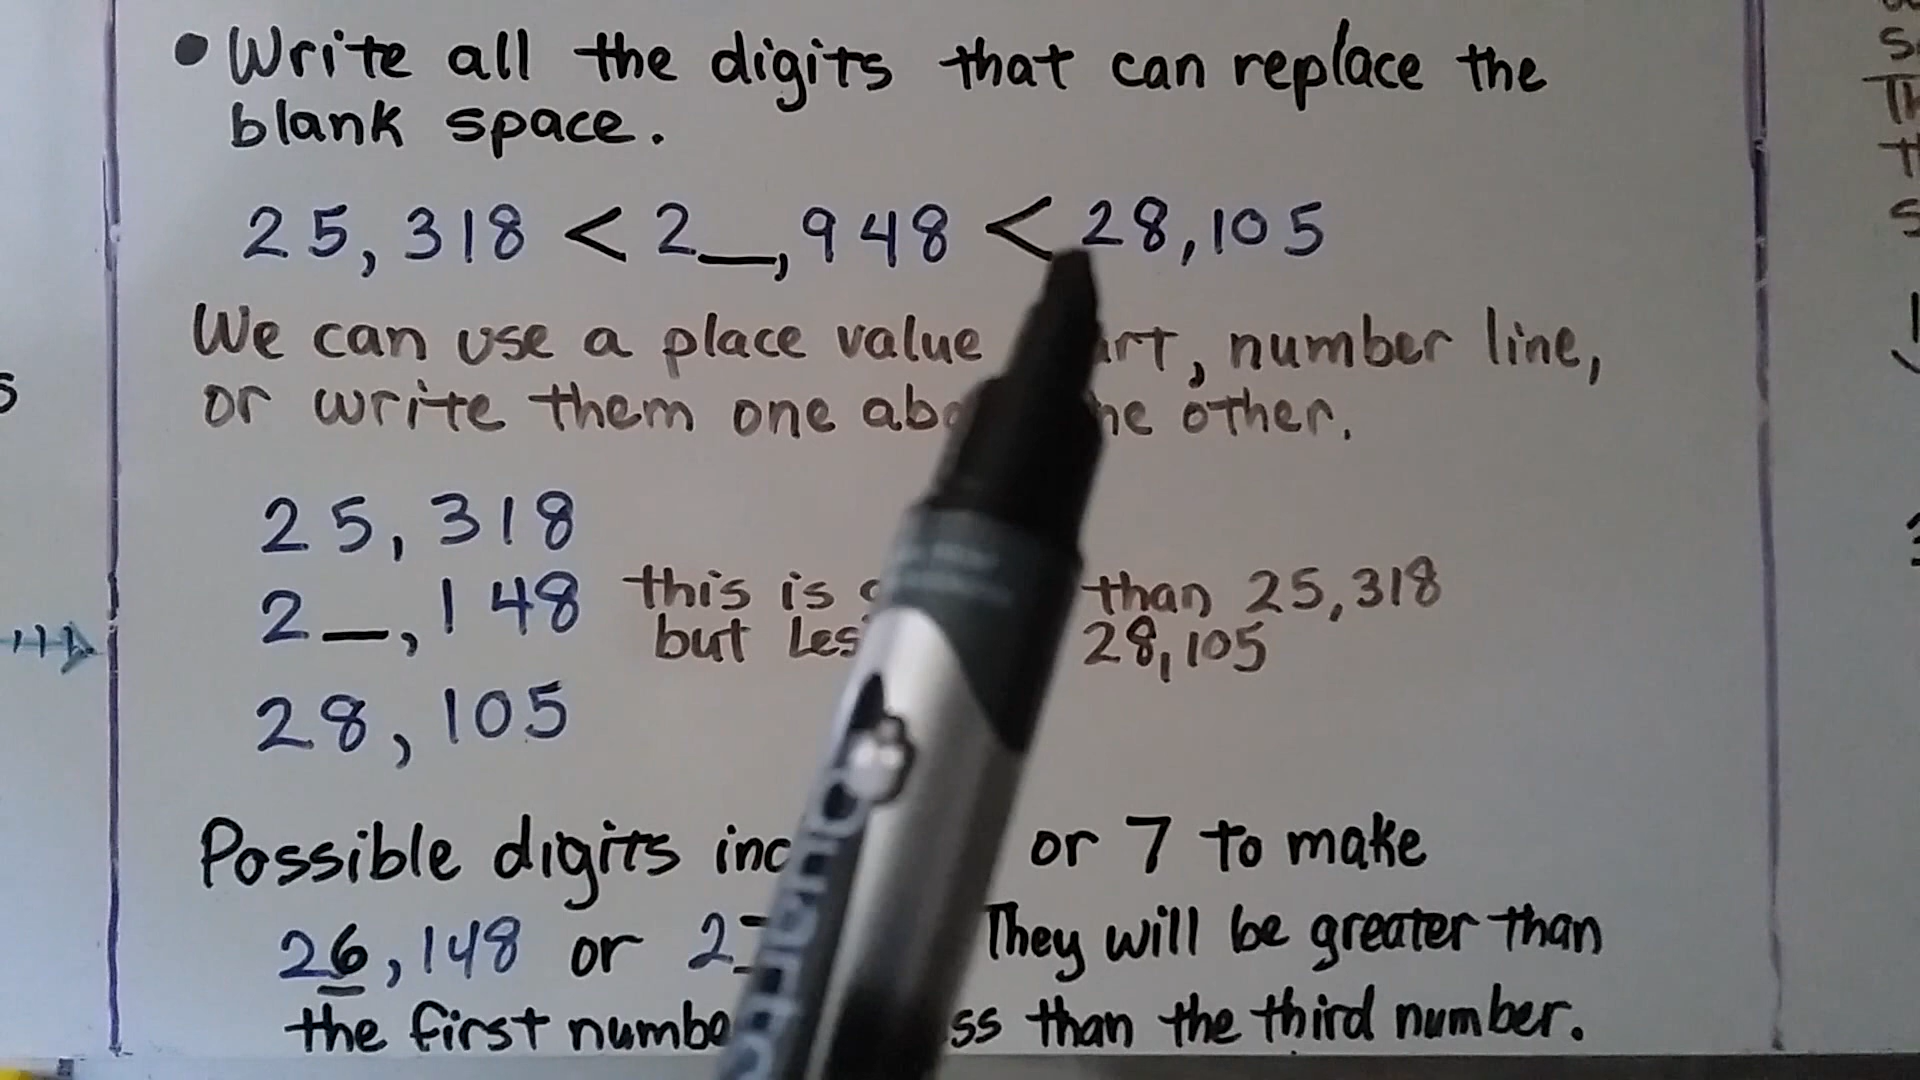 • Write all the digits that can replace the
blank space.
25,318 < 2_,948 < 28,105
We can use a place value number line,
or write them one other.
25,318
2_,148 this is than 25,318
but 28,105
28,105
Possible digits or 7 to make
26,148 or They will be greater than
the first than the third number.
Quartet